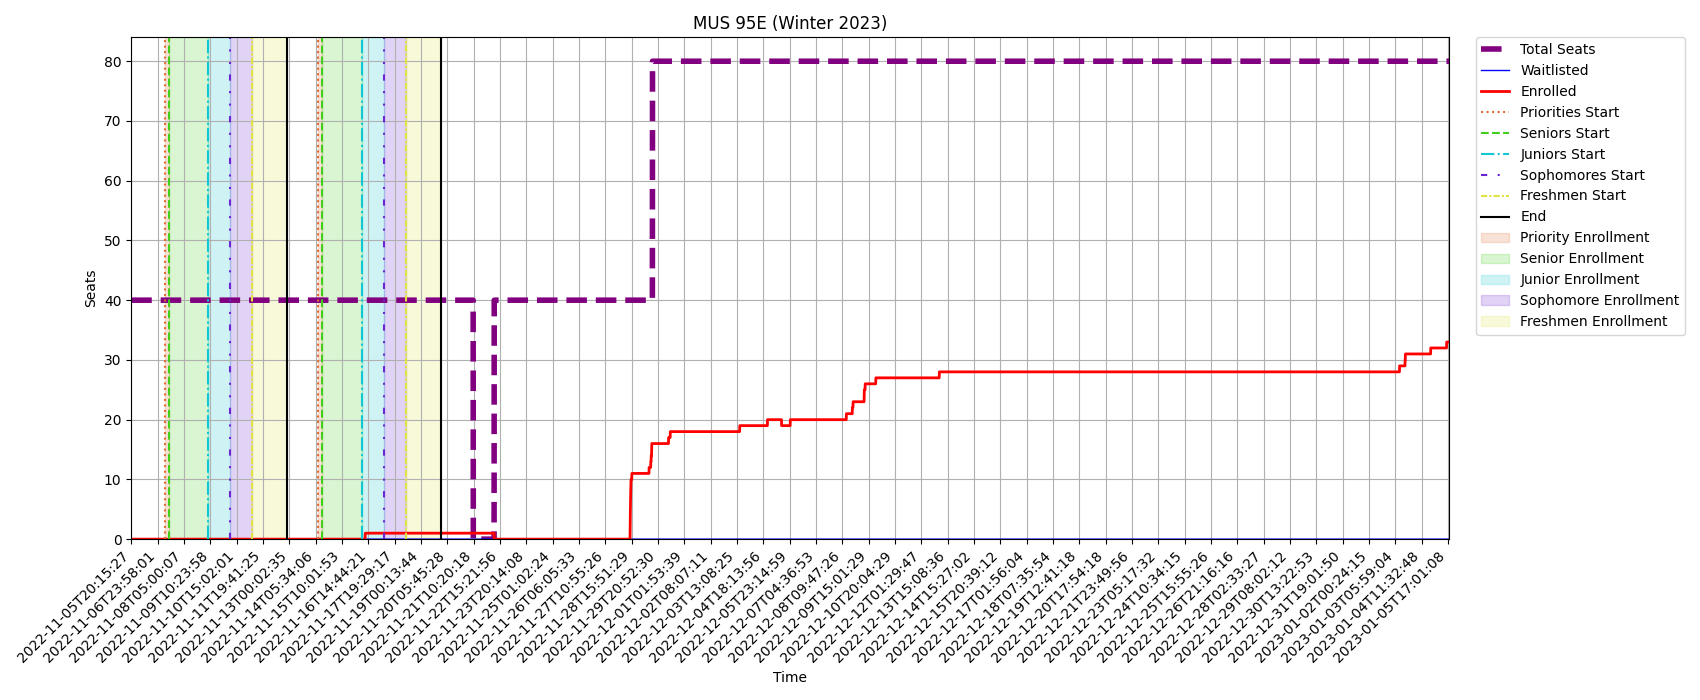 MUS 95E (Winter 2023)
Seats
80
70
60
50
40
30
20
10
0
2022-11-05T20:15:27
2022-11-06T23:58:01
2022-11-08T05:00:07
2022-11-09T10:23:58
2022-11-10T15:02:01
2022-11-11T19:41:25
2022-11-13T00:02:35
2022-11-14T05:34:06
2022-11-15T10:01:53
2022-11-16T14:44:21
2022-11-17T19:29:17
2022-11-19T00:13:44
2022-11-20T05:45:28
2022-11-21T10:20:18
2022-11-22T15:21:56
2022-11-23T20:14:08
2022-11-25T01:02:24
2022-11-26T06:05:33
2022-11-27T10:55:26
2022-11-28T15:51:29
2022-11-29T20:52:30
2022-12-01T01:53:39
2022-12-02T08:07:11
2022-12-03T13:08:25
2022-12-04T18:13:56
2022-12-05T23:14:59
2022-12-07T04:36:53
2022-12-08T09:47:26
2022-12-09T15:01:29
2022-12-10T20:04:29
2022-12-12T01:29:47
2022-12-13T15:08:36
2022-12-14T15:27:02
2022-12-15T20:39:12
2022-12-17T01:56:04
2022-12-18T07:35:54
2022-12-19T12:41:18
2022-12-20T17:54:18
2022-12-21T23:49:56
2022-12-23T05:17:32
2022-12-24T10:34:15
2022-12-25T15:55:26
2022-12-26T21:16:16
2022-12-28T02:33:27
2022-12-29T08:02:12
2022-12-30T13:22:53
2022-12-31T19:01:50
2023-01-02T00:24:15
2023-01-03T05:59:04
2023-01-04T11:32:48
2023-01-05T17:01:08
Time
Total Seats
Waitlisted
Enrolled
Priorities Start
Seniors Start
Juniors Start
Sophomores Start
Freshmen Start
End
Priority Enrollment
Senior Enrollment
Junior Enrollment
Sophomore Enrollment
Freshmen Enrollment